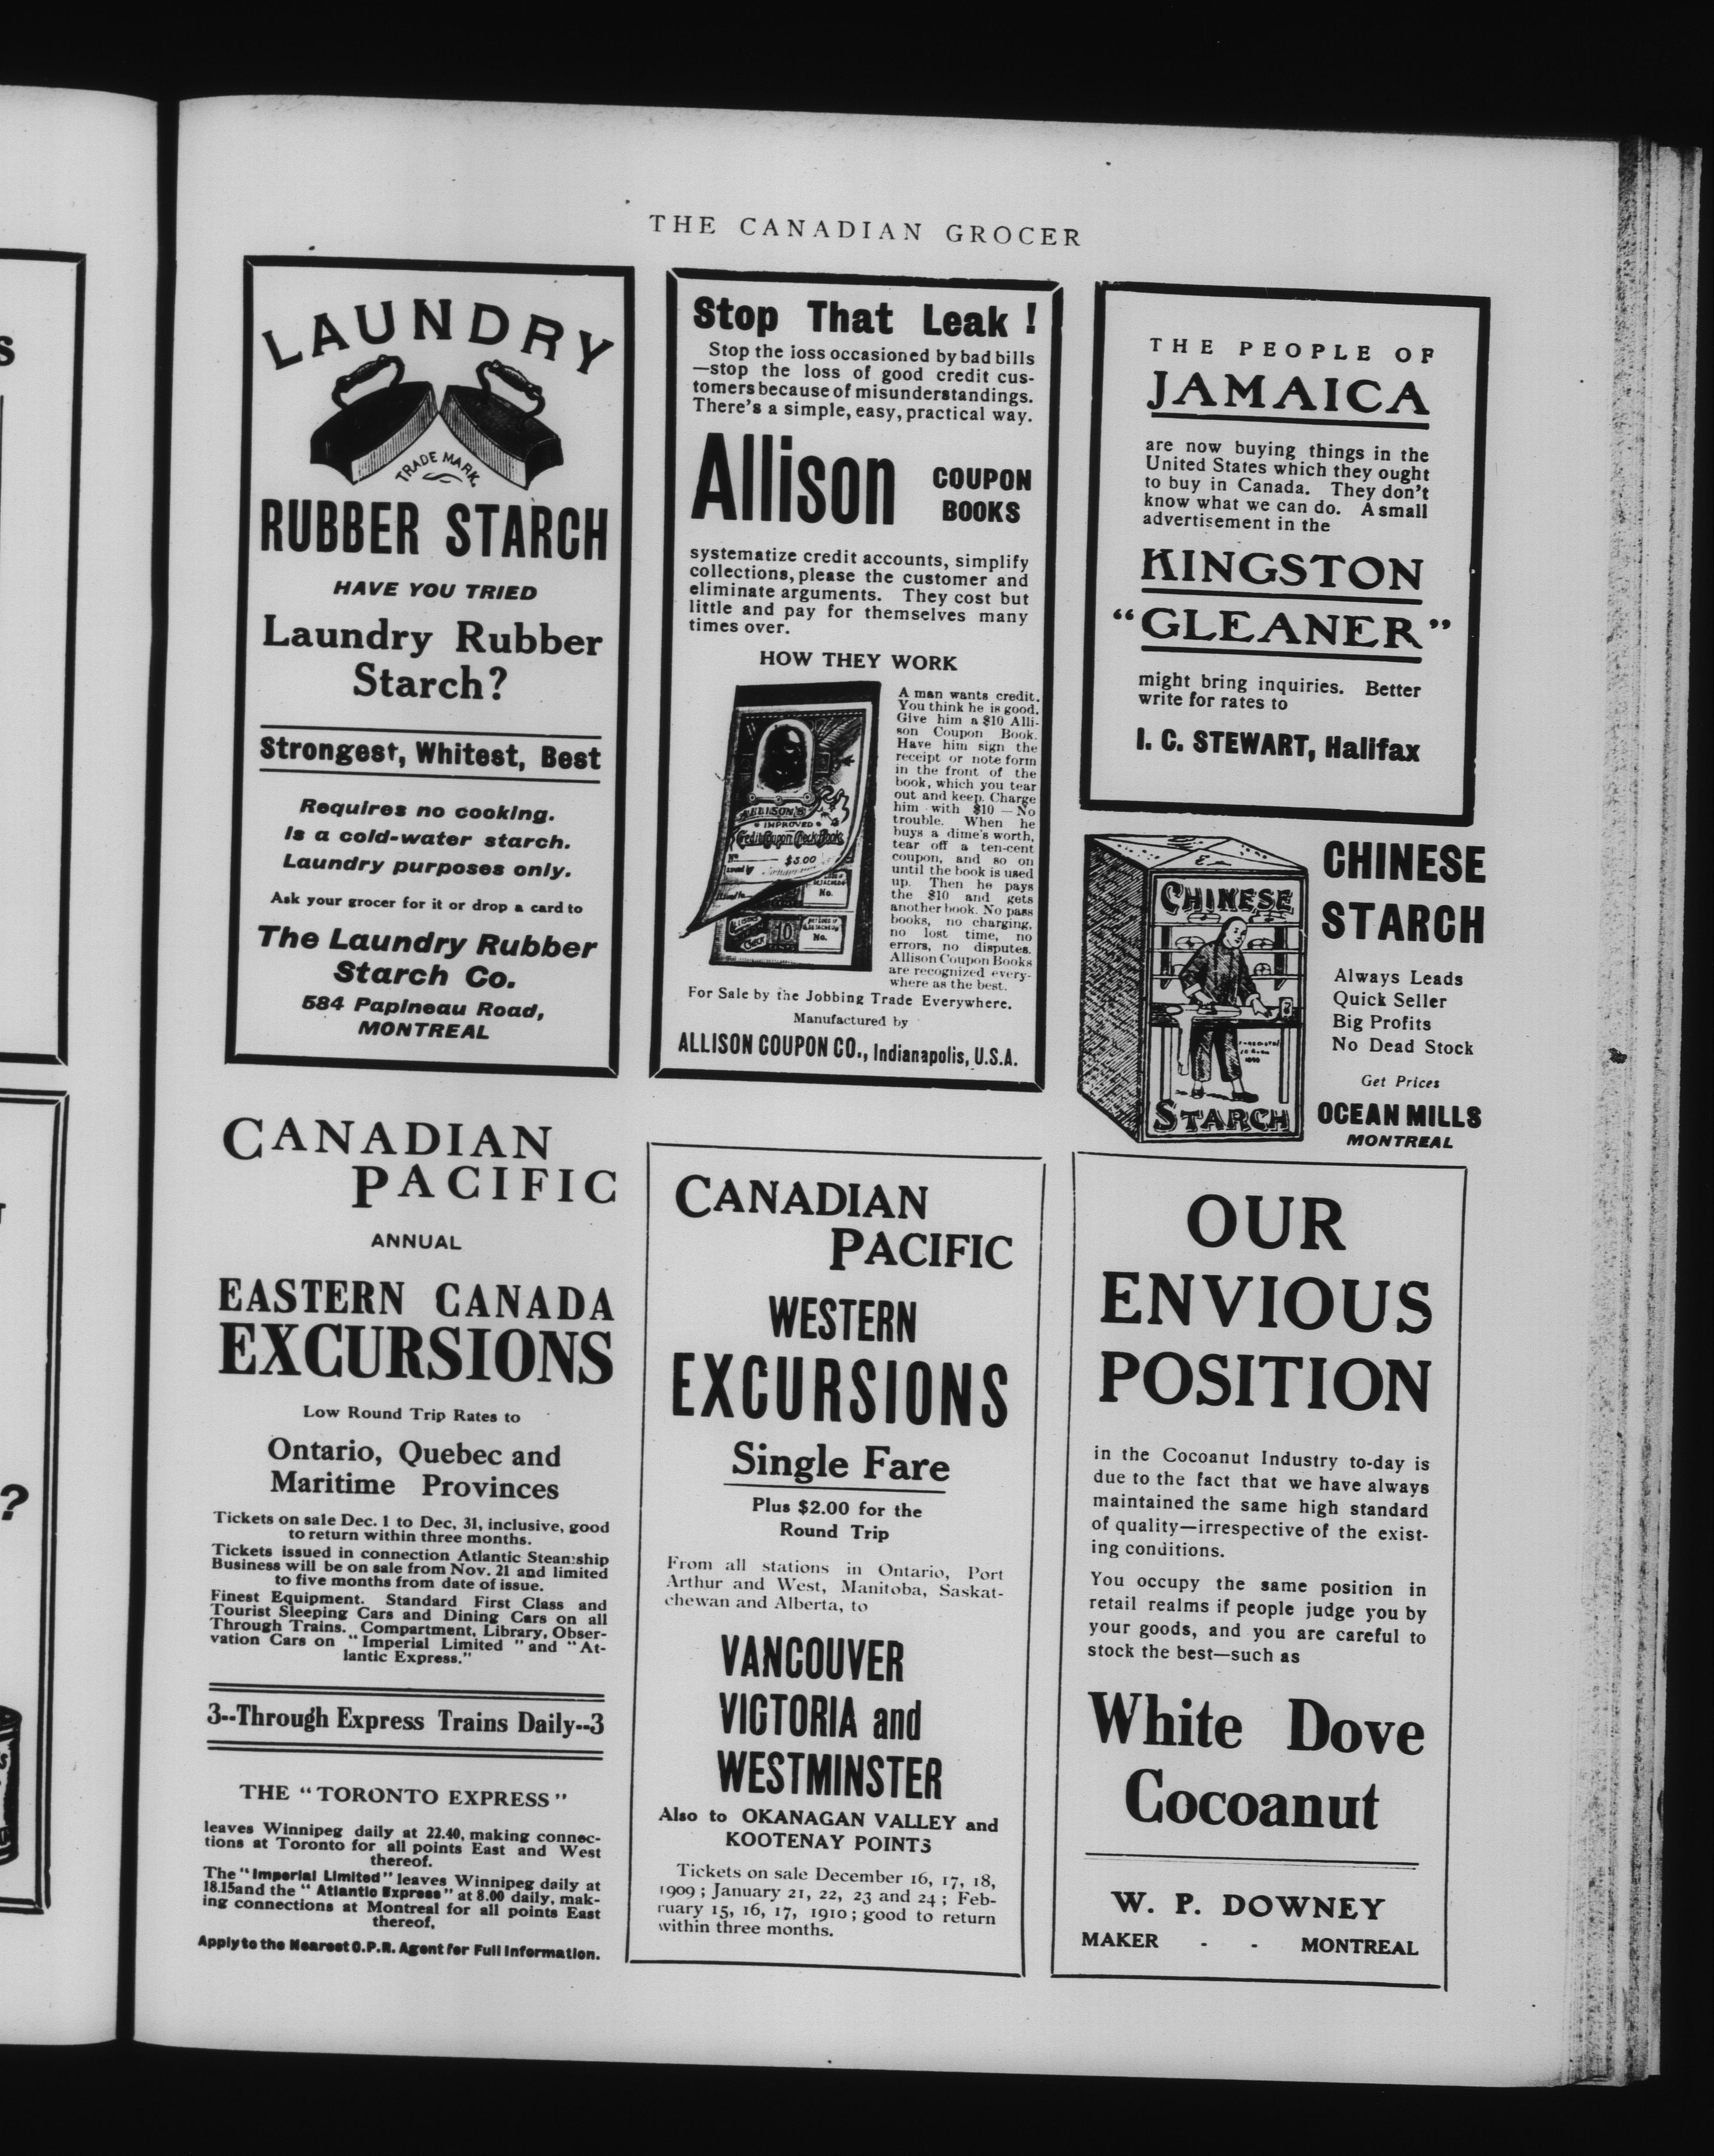 THE CANADIAN GROCER
LAUNDRY
TRADE MARK.
RUBBER STARCH
HAVE YOU TRIED
Laundry Rubber
Starch?
Strongest, Whitest, Best
Requires no cooking.
Is a cold-water starch.
Laundry purposes only.
Ask your grocer for it or drop a card to
The Laundry Rubber
Starch Co.
584 Papineau Road,
MONTREAL
Stop That Leak!
Stop the loss occasioned by bad bills
—stop the loss of good credit cus-
tomers because of misunderstandings.
There's a simple, easy, practical way.
Allison COUPON
BOOKS
systematize credit accounts, simplify
collections, please the customer and
eliminate arguments. They cost but
little and pay for themselves many
times over.
HOW THEY WORK
A man wants credit.
You think he is good.
Give him a $10 Alli-
son Coupon Book.
Have him sign the
receipt or note form
in the front of the
book, which you tear
out and keep. Charge
him with $10 — No
trouble. When he
buys a dime's worth,
tear off a ten-cent
coupon, and so on
until the book is used
up. Then he pays
the $10 and gets
another book. No pass
books, no charging,
no lost time, no
errors, no disputes.
Allison Coupon Books
are recognized every-
where as the best.
ALLISON'S
IMPROVED
Credit Coupon Check Book
No.
$5.00
No.
10
No.
For Sale by the Jobbing Trade Everywhere.
Manufactured by
ALLISON COUPON CO., Indianapolis, U.S.A.
THE PEOPLE OF
JAMAICA
are now buying things in the
United States which they ought
to buy in Canada. They don't
know what we can do. A small
advertisement in the
KINGSTON
"GLEANER"
might bring inquiries. Better
write for rates to
I. C. STEWART, Halifax
CHINESE
STARCH
CHINESE
STARCH
Always Leads
Quick Seller
Big Profits
No Dead Stock
Get Prices
OCEAN MILLS
MONTREAL
CANADIAN
PACIFIC
ANNUAL
EASTERN CANADA
EXCURSIONS
Low Round Trip Rates to
Ontario, Quebec and
Maritime Provinces
Tickets on sale Dec. 1 to Dec, 31, inclusive, good
to return within three months.
Tickets issued in connection Atlantic Steamship
Business will be on sale from Nov. 21 and limited
to five months from date of issue.
Finest Equipment. Standard First Class and
Tourist Sleeping Cars and Dining Cars on all
Through Trains. Compartment, Library, Obser-
vation Cars on "Imperial Limited" and "At-
lantic Express."
3--Through Express Trains Daily--3
THE "TORONTO EXPRESS"
leaves Winnipeg daily at 22.40, making connec-
tions at Toronto for all points East and West
thereof.
The "Imperial Limited" leaves Winnipeg daily at
18.15and the "Atlantic Express" at 8.00 daily, mak-
ing connections at Montreal for all points East
thereof,
Apply to the Nearest C.P.R. Agent for Full Information.
CANADIAN
PACIFIC
WESTERN
EXCURSIONS
Single Fare
Plus $2.00 for the
Round Trip
From all stations in Ontario, Port
Arthur and West, Manitoba, Saskat-
chewan and Alberta, to
VANCOUVER
VICTORIA and
WESTMINSTER
Also to OKANAGAN VALLEY and
KOOTENAY POINTS
Tickets on sale December 16, 17, 18,
1909; January 21, 22, 23 and 24; Feb-
ruary 15, 16, 17, 1910; good to return
within three months.
OUR
ENVIOUS
POSITION
in the Cocoanut Industry to-day is
due to the fact that we have always
maintained the same high standard
of quality—irrespective of the exist-
ing conditions.
You occupy the same position in
retail realms if people judge you by
your goods, and you are careful to
stock the best—such as
White Dove
Cocoanut
W. P. DOWNEY
MAKER - - MONTREAL